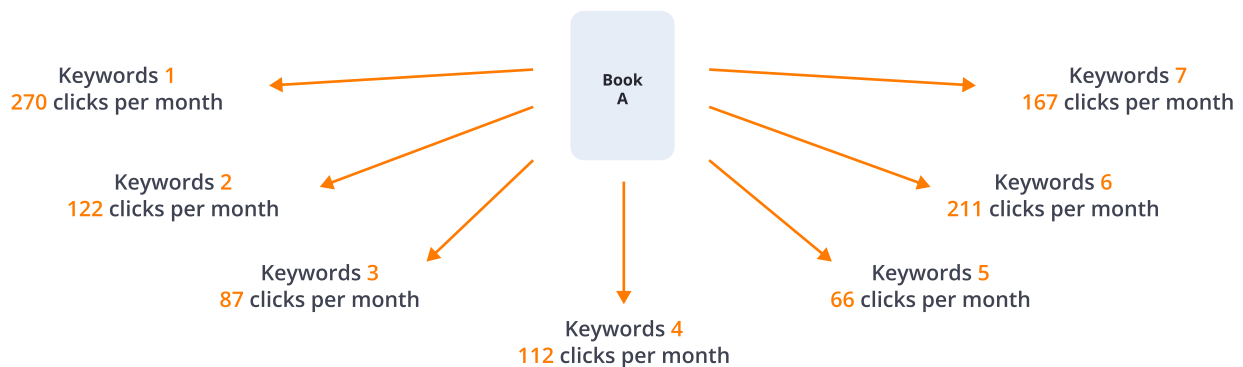 Book
A
Keywords 1
270 clicks per month
Keywords 2
122 clicks per month
Keywords 3
87 clicks per month
Keywords 4
112 clicks per month
Keywords 5
66 clicks per month
Keywords 6
211 clicks per month
Keywords 7
167 clicks per month